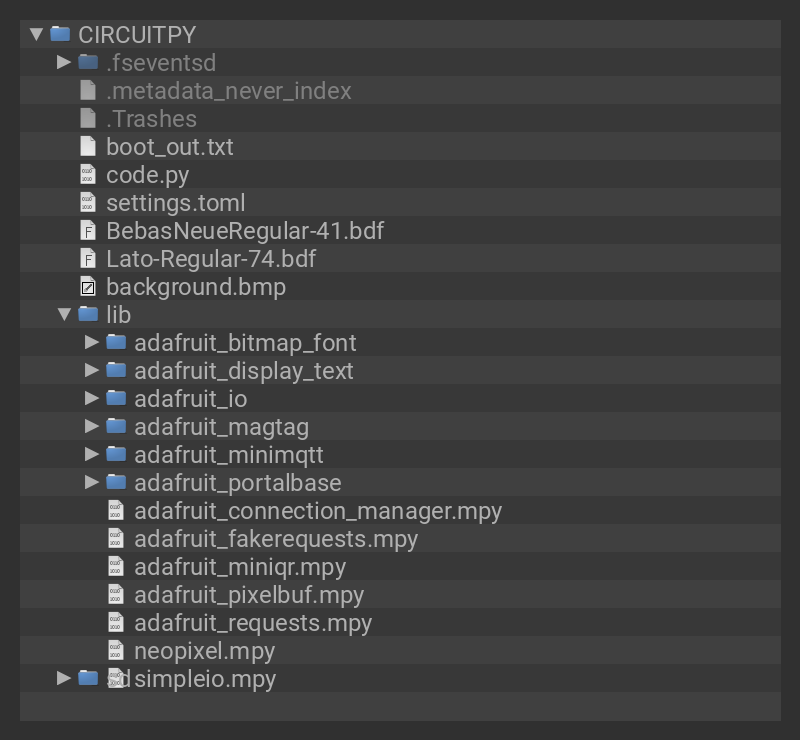 CIRCUITPY
.fseventsd
.metadata_never_index
.Trashes
boot_out.txt
code.py
settings.toml
BebasNeueRegular-41.bdf
Lato-Regular-74.bdf
background.bmp
lib
adafruit_bitmap_font
adafruit_display_text
adafruit_io
adafruit_magtag
adafruit_minimqtt
adafruit_portalbase
adafruit_connection_manager.mpy
adafruit_fakerequests.mpy
adafruit_miniqr.mpy
adafruit_pixelbuf.mpy
adafruit_requests.mpy
neopixel.mpy
sd simpleio.mpy